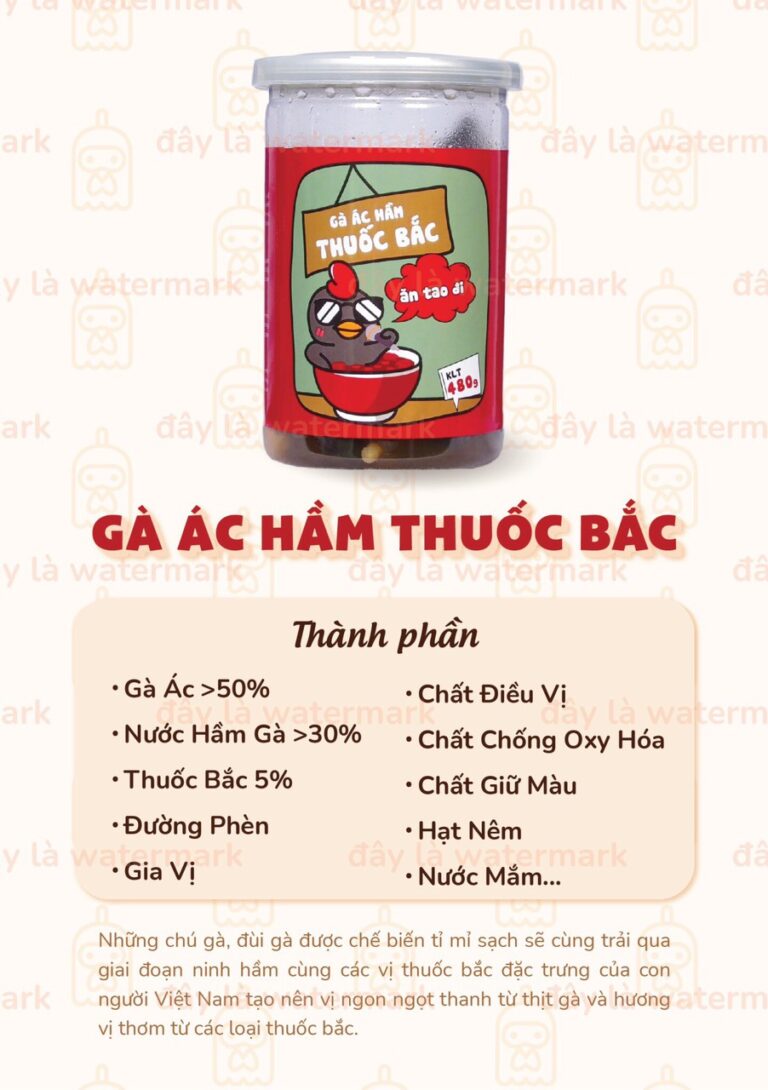 đây là watermark
Gà ÁC HẦM
THUỐC BẮC
ăn tao đi
KLT
480g
GÀ ÁC HẦM THUỐC BẮC
Thành phần
• Gà Ác >50%
• Nước Hầm Gà >30%
• Thuốc Bắc 5%
• Đường Phèn
• Gia Vị
• Chất Điều Vị
• Chất Chống Oxy Hóa
• Chất Giữ Màu
• Hạt Nêm
• Nước Mắm...
Những chú gà, đùi gà được chế biến tỉ mỉ sạch sẽ cùng trải qua
giai đoạn ninh hầm cùng các vị thuốc bắc đặc trưng của con
người Việt Nam tạo nên vị ngon ngọt thanh từ thịt gà và hương
vị thơm từ các loại thuốc bắc.